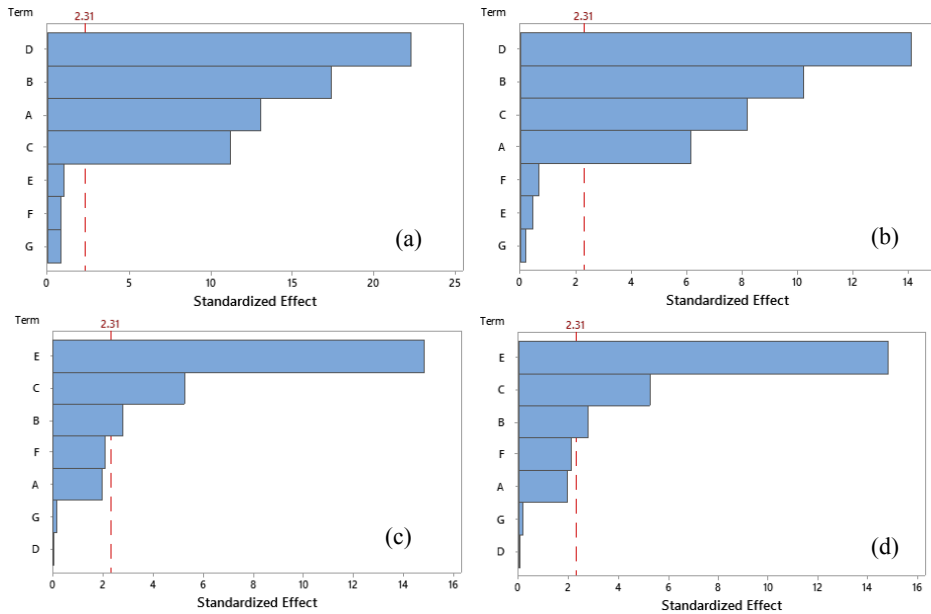 Term
2.31
D
B
A
C
E
F
G
(a)
0 5 10 15 20 25
Standardized Effect
Term
2.31
D
B
C
A
F
E
G
(b)
0 2 4 6 8 10 12 14
Standardized Effect
Term
2.31
E
C
B
F
A
G
D
(c)
0 2 4 6 8 10 12 14 16
Standardized Effect
Term
2.31
E
C
B
F
A
G
D
(d)
0 2 4 6 8 10 12 14 16
Standardized Effect